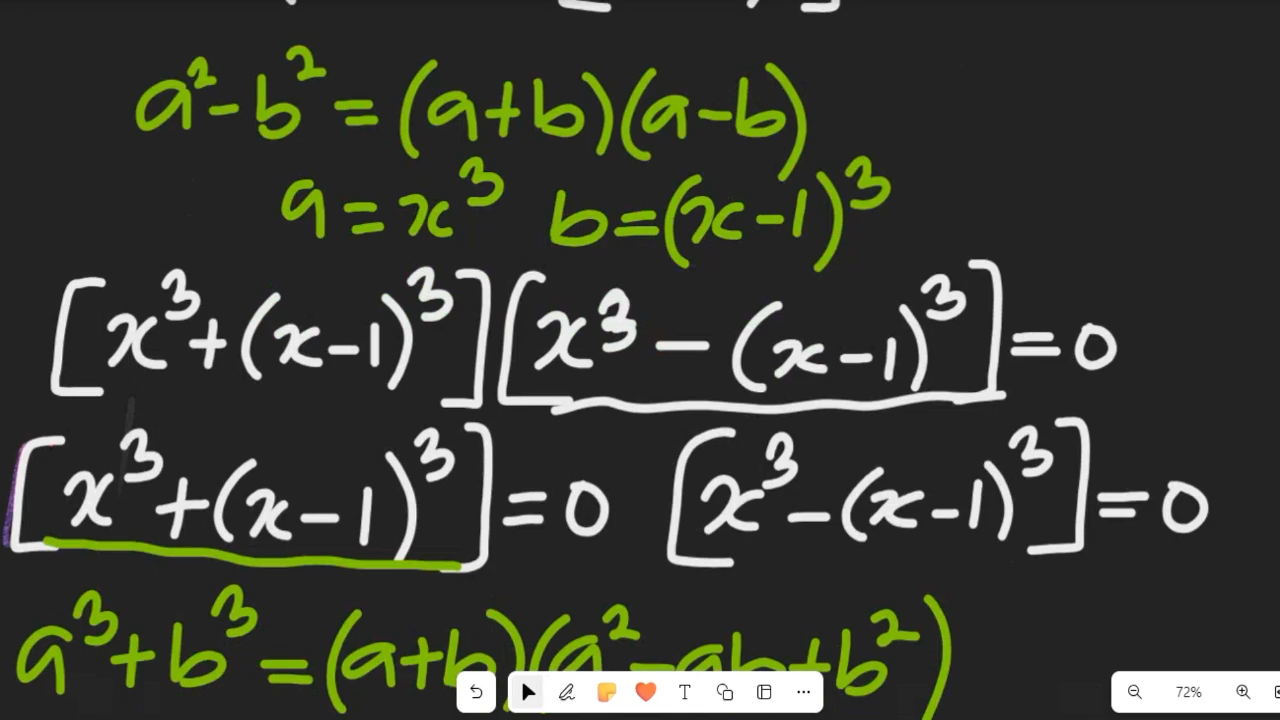 a²-b² = (a+b)(a-b)
a = x³ b = (x-1)³
[x³+(x-1)³][x³-(x-1)³] = 0
[x³+(x-1)³] = 0 [x³-(x-1)³] = 0
a³+b³ = (a+b)(a²-ab+b²)
T ... 72%